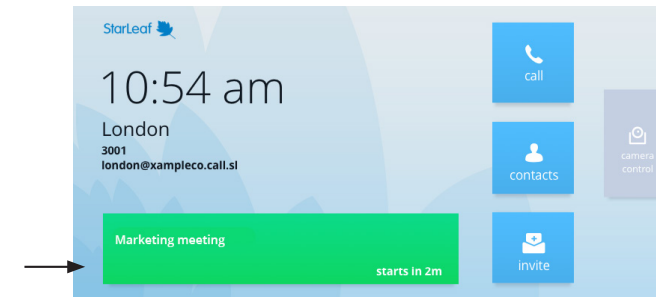 StarLeaf
10:54 am
London
3001
london@xampleco.call.sl
Marketing meeting
starts in 2m
call
contacts
invite
camera
control